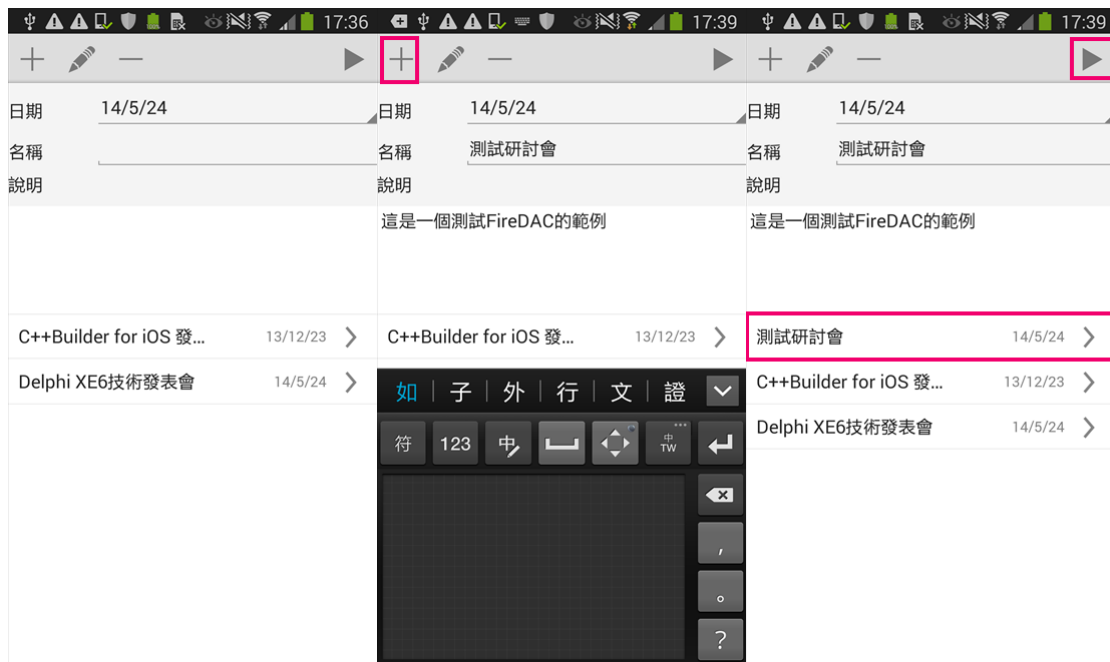 17:36
日期 14/5/24
名稱
說明
C++Builder for iOS 發... 13/12/23
Delphi XE6技術發表會 14/5/24
17:39
日期 14/5/24
名稱 測試研討會
說明
這是一個測試FireDAC的範例
C++Builder for iOS 發... 13/12/23
如 子 外 行 文 證
符 123 中 中
TW
,
。
?
17:39
日期 14/5/24
名稱 測試研討會
說明
這是一個測試FireDAC的範例
測試研討會 14/5/24
C++Builder for iOS 發... 13/12/23
Delphi XE6技術發表會 14/5/24